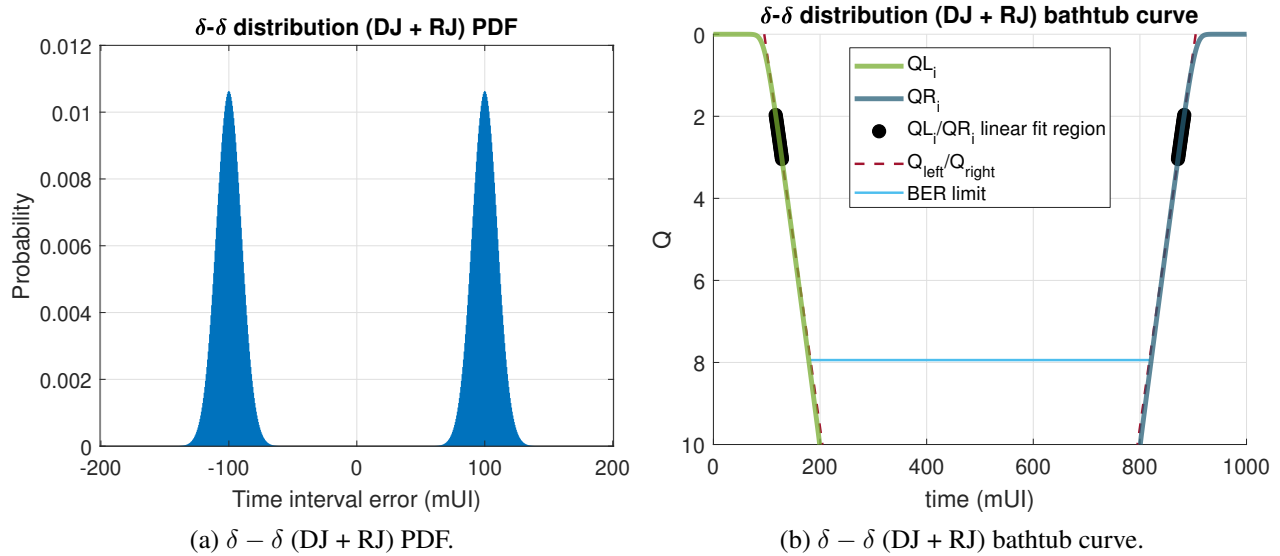 δ-δ distribution (DJ + RJ) PDF
0.012
0.01
0.008
0.006
0.004
0.002
0
Probability
-200
-100
0
100
200
Time interval error (mUI)
(a) δ − δ (DJ + RJ) PDF.
δ-δ distribution (DJ + RJ) bathtub curve
0
2
4
6
8
10
Q
QL_i
QR_i
QL_i/QR_i linear fit region
Q_left/Q_right
BER limit
0
200
400
600
800
1000
time (mUI)
(b) δ − δ (DJ + RJ) bathtub curve.